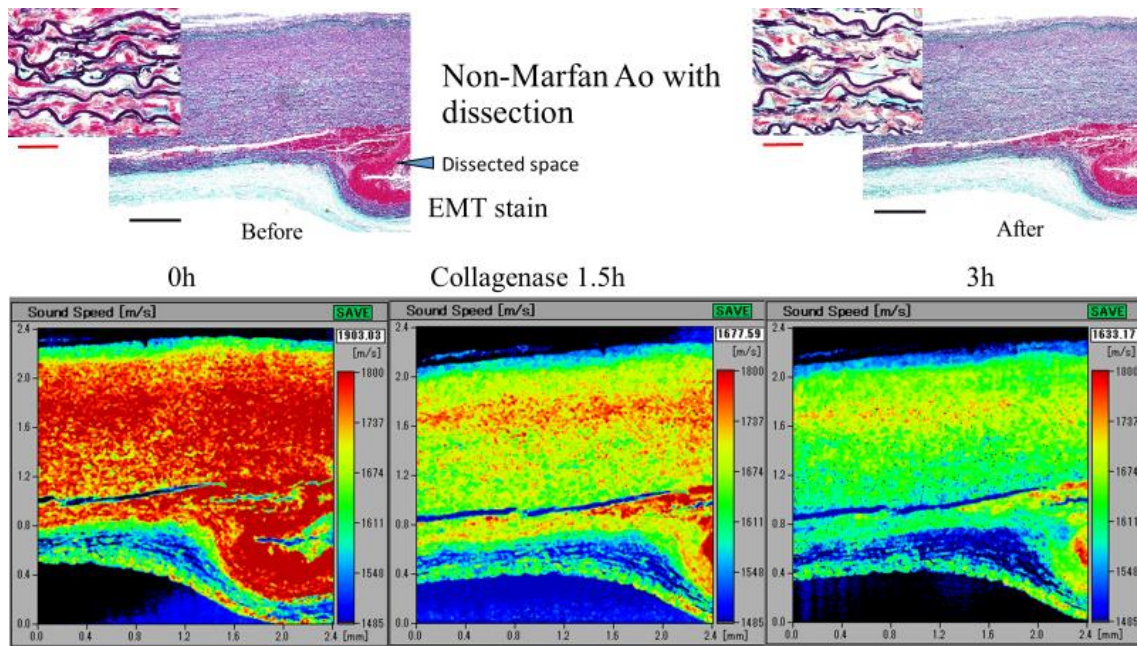 Non-Marfan Ao with
dissection
Dissected space
EMT stain
Before
After
0h
Collagenase 1.5h
3h
Sound Speed [m/s]
SAVE
2.4
1903.03
[m/s]
1800
2.0
1737
1.6
1674
1.2
1611
0.8
1548
0.4
1485
0.0
0.0 0.4 0.8 1.2 1.6 2.0 2.4 [mm]
Sound Speed [m/s]
SAVE
2.4
1677.59
[m/s]
1800
2.0
1737
1.6
1674
1.2
1611
0.8
1548
0.4
1485
0.0
0.0 0.4 0.8 1.2 1.6 2.0 2.4 [mm]
Sound Speed [m/s]
SAVE
2.4
1633.17
[m/s]
1800
2.0
1737
1.6
1674
1.2
1611
0.8
1548
0.4
1485
0.0
0.0 0.4 0.8 1.2 1.6 2.0 2.4 [mm]